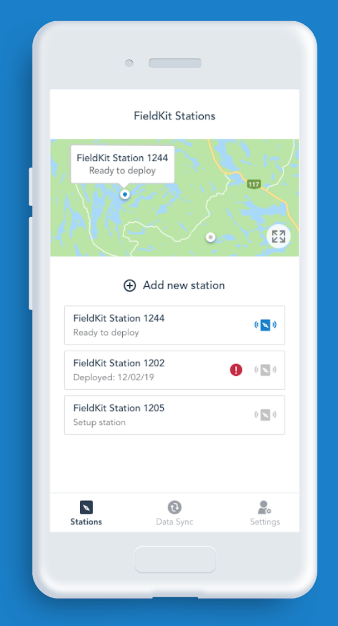 FieldKit Stations
FieldKit Station 1244
Ready to deploy
117
Add new station
FieldKit Station 1244
Ready to deploy
FieldKit Station 1202
Deployed: 12/02/19
FieldKit Station 1205
Setup station
Stations
Data Sync
Settings